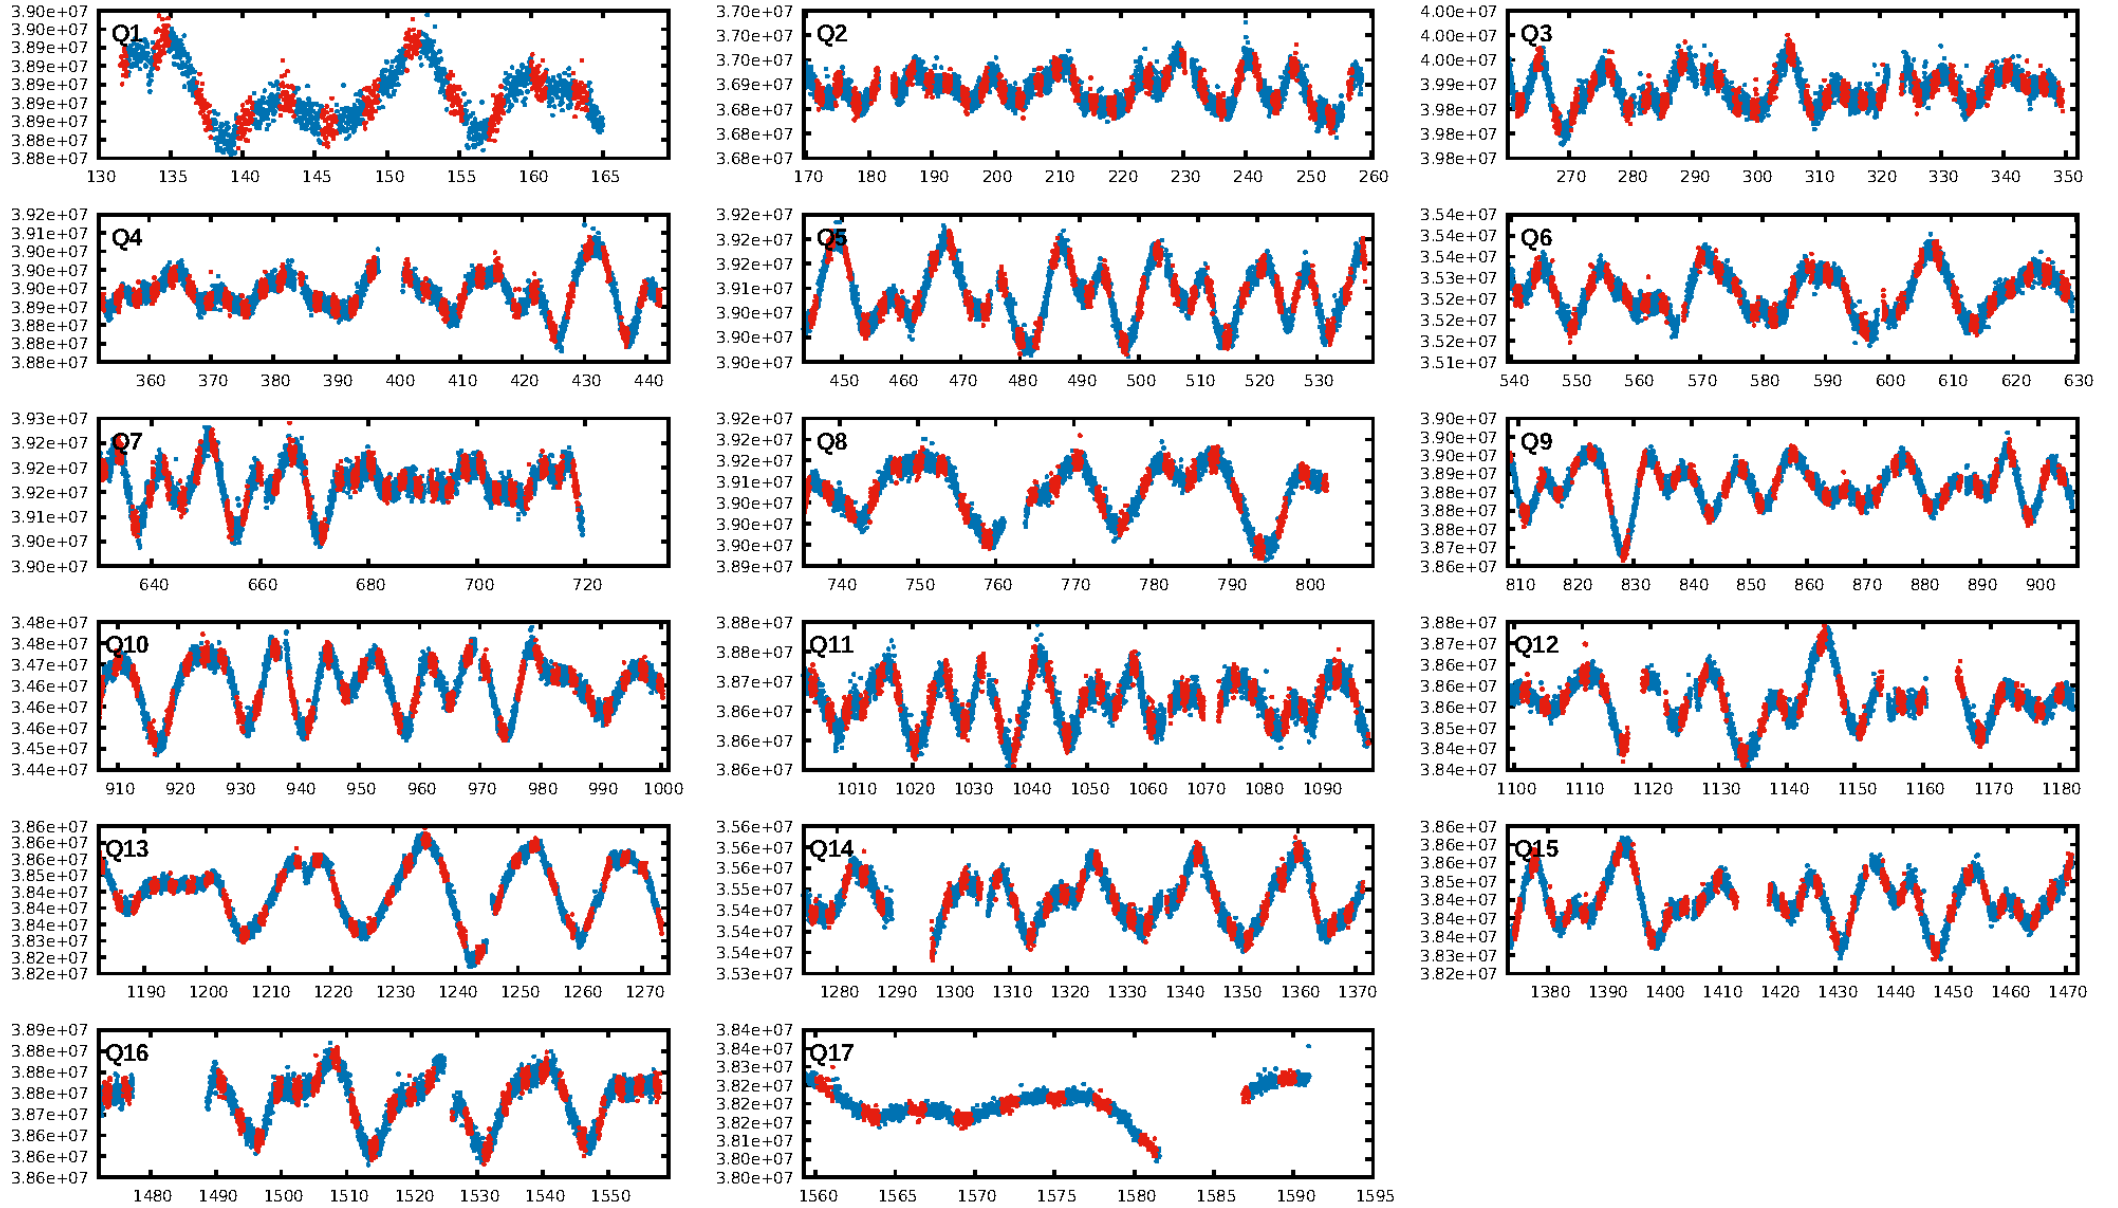 3.90e+07 3.90e+07 3.89e+07 3.89e+07 3.89e+07 3.89e+07 3.89e+07 3.88e+07 3.88e+07
Q1
130 135 140 145 150 155 160 165
3.70e+07 3.70e+07 3.69e+07 3.69e+07 3.68e+07 3.68e+07 3.68e+07
Q2
170 180 190 200 210 220 230 240 250 260
4.00e+07 4.00e+07 4.00e+07 3.99e+07 3.98e+07 3.98e+07 3.98e+07
Q3
270 280 290 300 310 320 330 340 350
3.92e+07 3.91e+07 3.90e+07 3.90e+07 3.90e+07 3.89e+07 3.88e+07 3.88e+07 3.88e+07
Q4
360 370 380 390 400 410 420 430 440
3.92e+07 3.92e+07 3.92e+07 3.91e+07 3.90e+07 3.90e+07 3.90e+07
Q5
450 460 470 480 490 500 510 520 530
3.54e+07 3.54e+07 3.53e+07 3.52e+07 3.52e+07 3.52e+07 3.51e+07
Q6
540 550 560 570 580 590 600 610 620 630
3.93e+07 3.92e+07 3.92e+07 3.92e+07 3.91e+07 3.90e+07 3.90e+07
Q7
640 660 680 700 720
3.92e+07 3.92e+07 3.92e+07 3.91e+07 3.90e+07 3.90e+07 3.90e+07 3.89e+07
Q8
740 750 760 770 780 790 800
3.90e+07 3.90e+07 3.90e+07 3.89e+07 3.88e+07 3.88e+07 3.87e+07 3.86e+07
Q9
810 820 830 840 850 860 870 880 890 900
3.48e+07 3.48e+07 3.47e+07 3.46e+07 3.46e+07 3.45e+07 3.44e+07
Q10
910 920 930 940 950 960 970 980 990 1000
3.88e+07 3.88e+07 3.87e+07 3.86e+07 3.86e+07 3.86e+07
Q11
1010 1020 1030 1040 1050 1060 1070 1080 1090
3.88e+07 3.87e+07 3.86e+07 3.86e+07 3.85e+07 3.84e+07 3.84e+07
Q12
1100 1110 1120 1130 1140 1150 1160 1170 1180
3.86e+07 3.86e+07 3.86e+07 3.85e+07 3.84e+07 3.84e+07 3.84e+07 3.83e+07 3.82e+07 3.82e+07
Q13
1190 1200 1210 1220 1230 1240 1250 1260 1270
3.56e+07 3.56e+07 3.56e+07 3.55e+07 3.54e+07 3.54e+07 3.54e+07 3.53e+07
Q14
1280 1290 1300 1310 1320 1330 1340 1350 1360 1370
3.86e+07 3.86e+07 3.86e+07 3.85e+07 3.84e+07 3.84e+07 3.83e+07 3.82e+07
Q15
1380 1390 1400 1410 1420 1430 1440 1450 1460 1470
3.89e+07 3.88e+07 3.88e+07 3.88e+07 3.87e+07 3.86e+07 3.86e+07 3.86e+07
Q16
1480 1490 1500 1510 1520 1530 1540 1550
3.84e+07 3.84e+07 3.83e+07 3.82e+07 3.82e+07 3.82e+07 3.81e+07 3.80e+07 3.80e+07
Q17
1560 1565 1570 1575 1580 1585 1590 1595